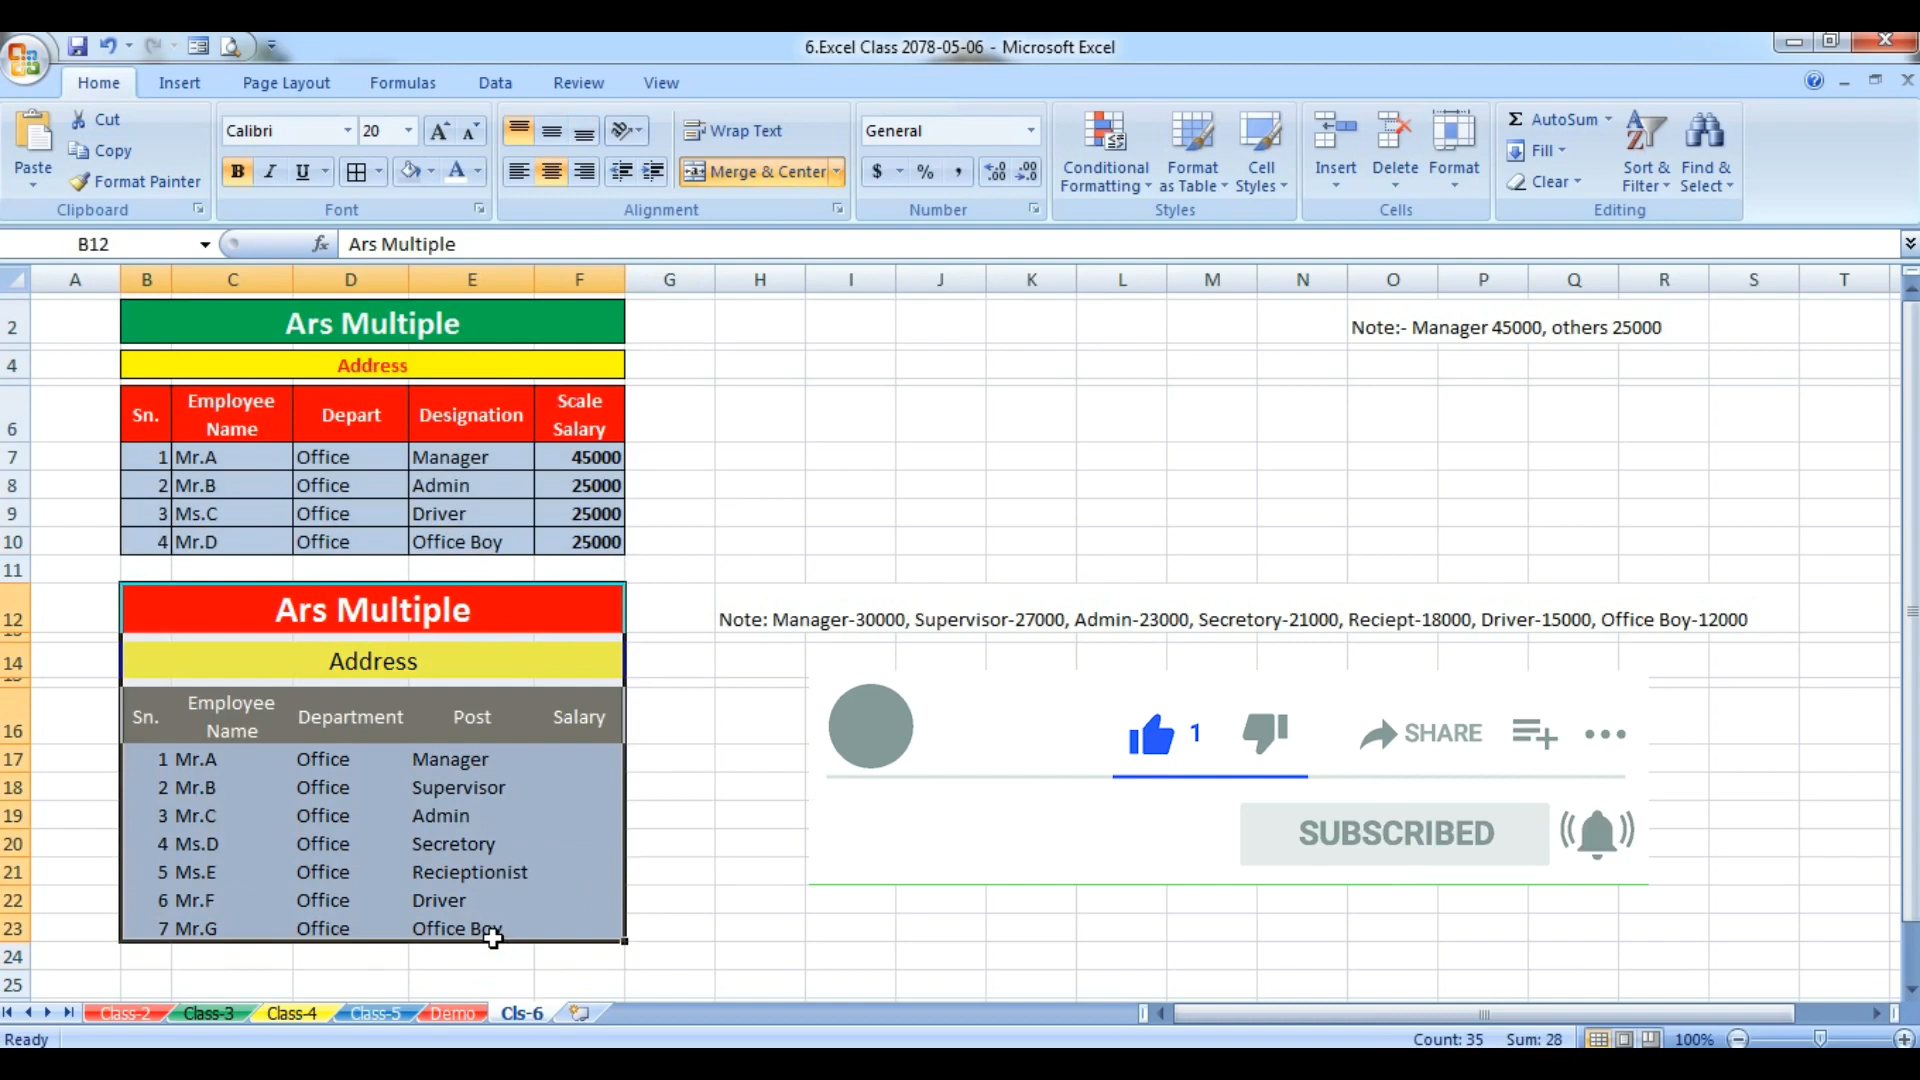 6.Excel Class 2078-05-06 - Microsoft Excel
Home Insert Page Layout Formulas Data Review View
Cut
Copy
Format Painter
Paste
Clipboard
Calibri 20
B I U
Font
Wrap Text
Merge & Center
Alignment
General
$ % , .0 .00 .00 .0
Number
Conditional Formatting
Format as Table
Cell Styles
Styles
Insert Delete Format
Cells
Σ AutoSum
Fill
Clear
Sort & Filter
Find & Select
Editing
B12 fx Ars Multiple
A B C D E F G H I J K L M N O P Q R S T
2 Ars Multiple Note:- Manager 45000, others 25000
4 Address
6 Sn. Employee Name Depart Designation Scale Salary
7 1 Mr.A Office Manager 45000
8 2 Mr.B Office Admin 25000
9 3 Ms.C Office Driver 25000
10 4 Mr.D Office Office Boy 25000
11
12 Ars Multiple Note: Manager-30000, Supervisor-27000, Admin-23000, Secretory-21000, Reciept-18000, Driver-15000, Office Boy-12000
14 Address
16 Sn. Employee Name Department Post Salary
17 1 Mr.A Office Manager
18 2 Mr.B Office Supervisor
19 3 Mr.C Office Admin
20 4 Ms.D Office Secretory
21 5 Ms.E Office Recieptionist
22 6 Mr.F Office Driver
23 7 Mr.G Office Office Boy
24
25
1 SHARE
SUBSCRIBED
Class-2 Class-3 Class-4 Class-5 Demo Cls-6
Ready Count: 35 Sum: 28 100%